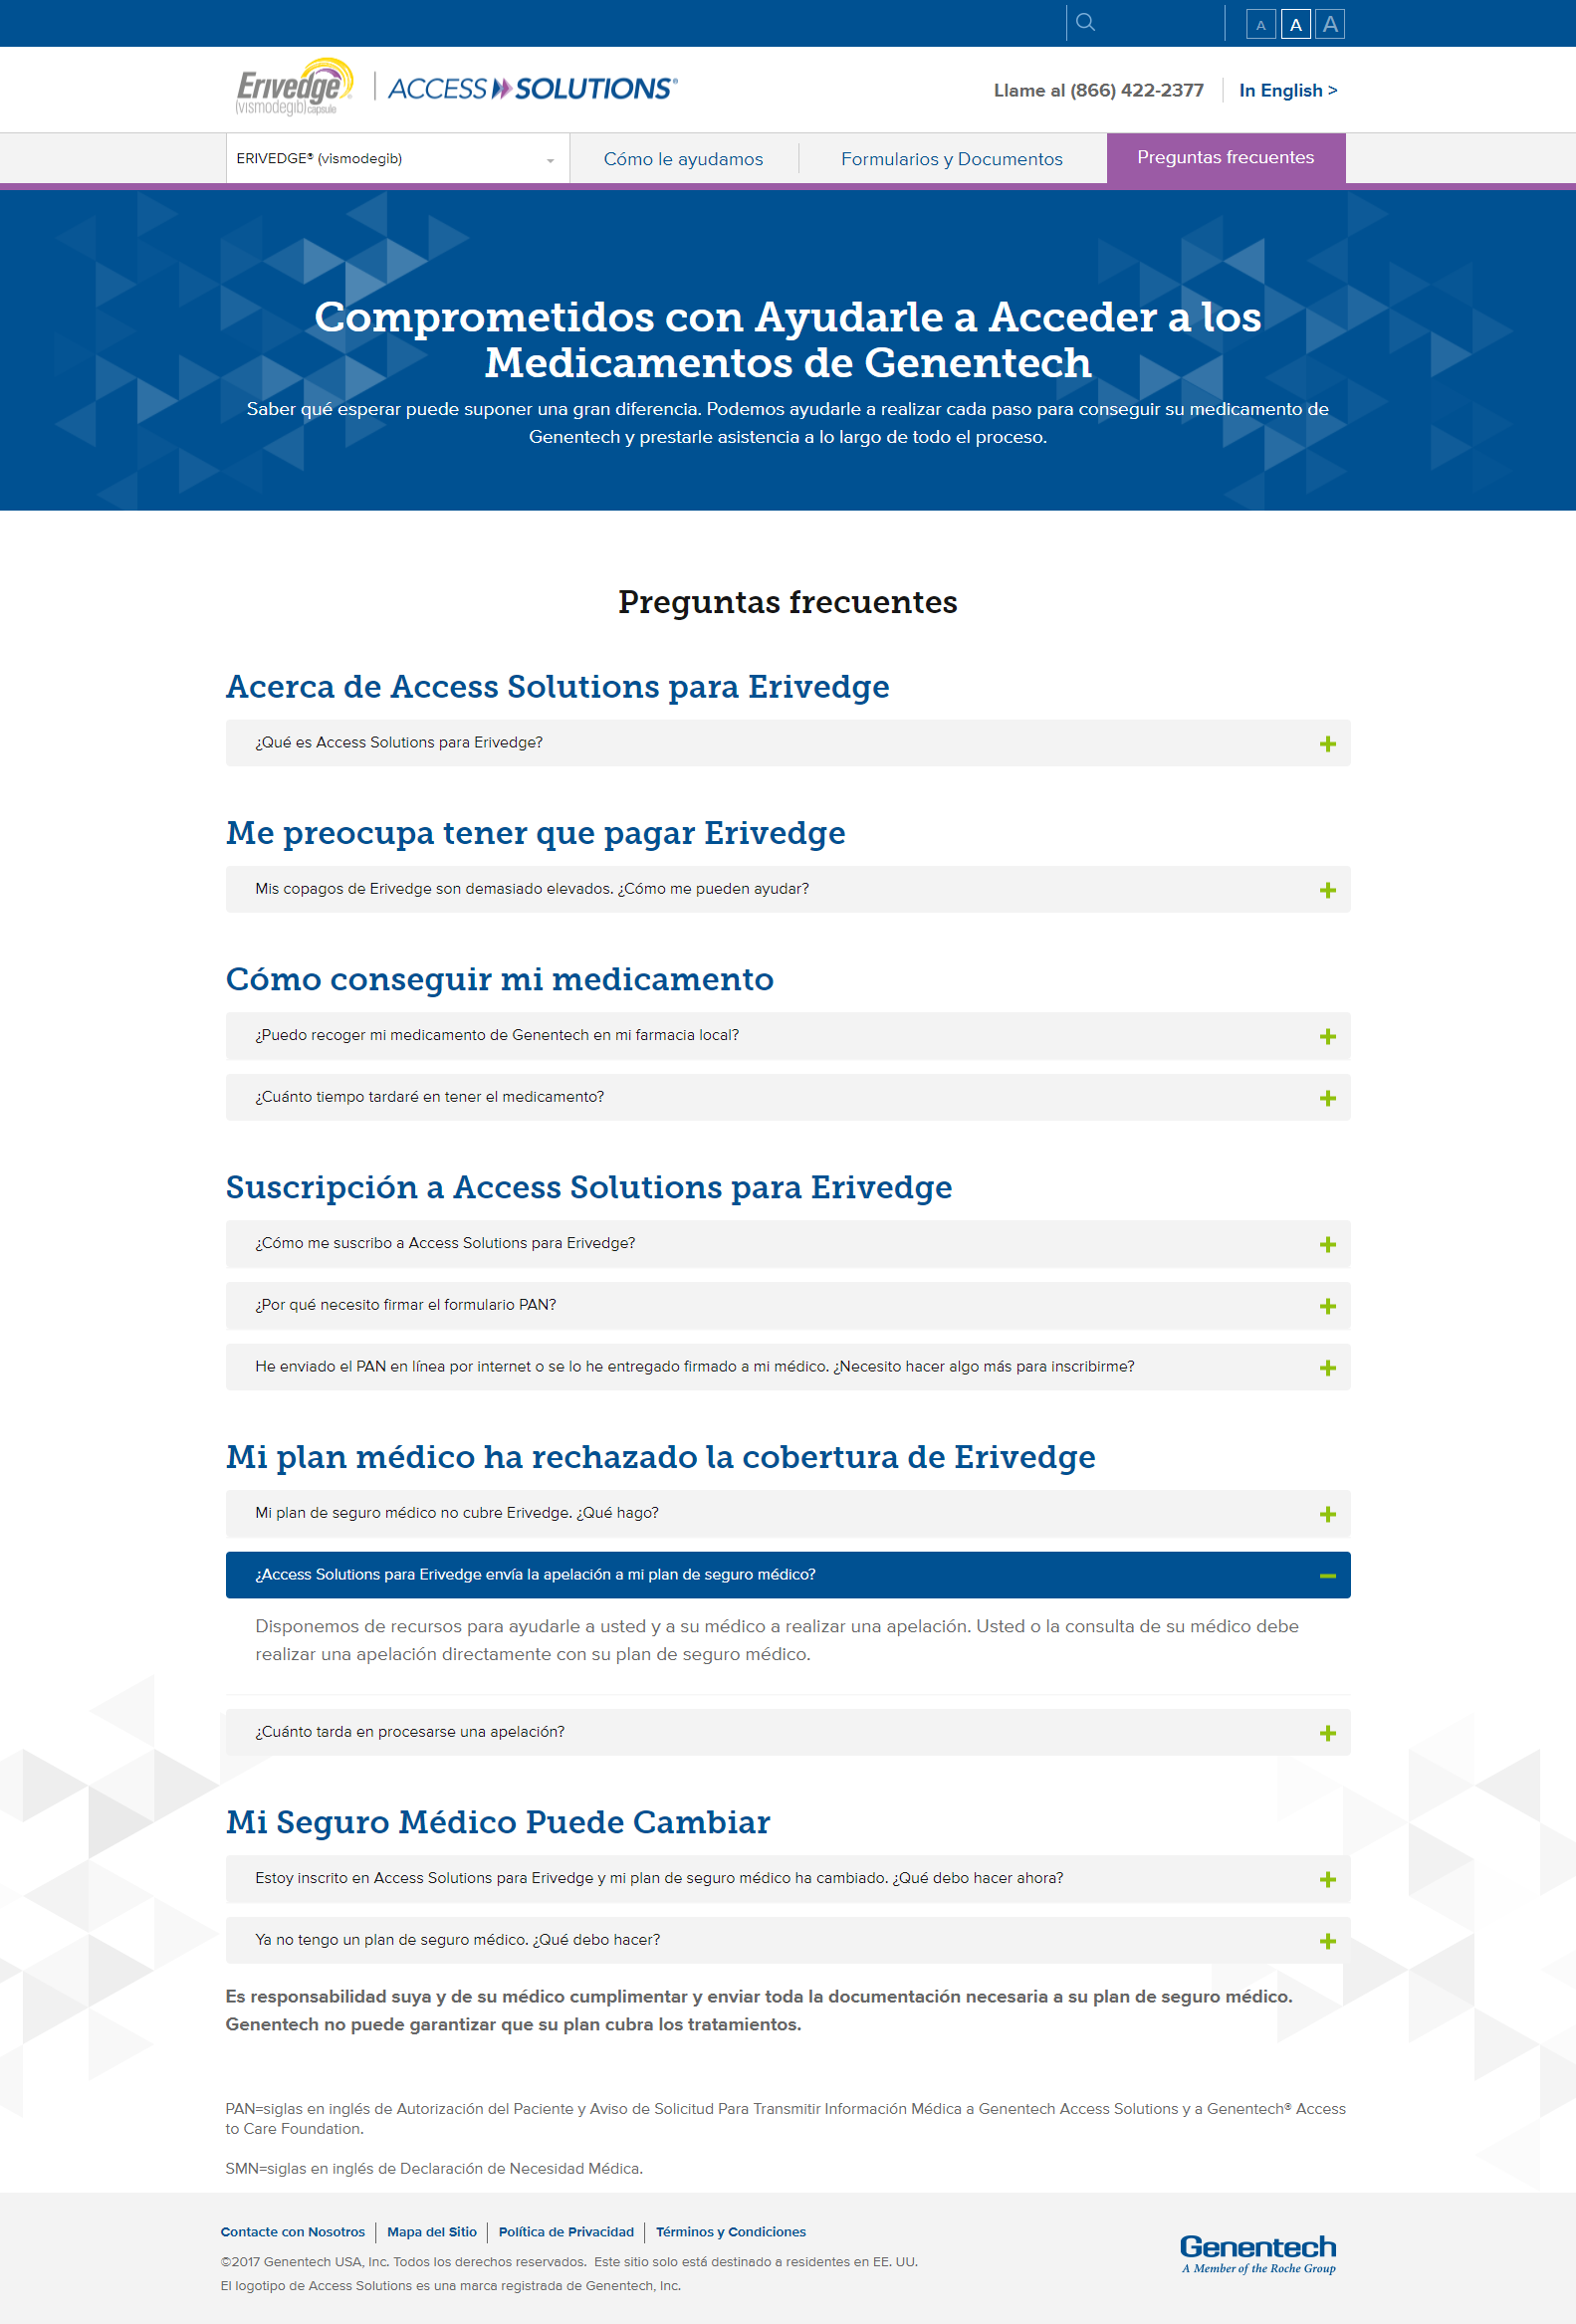 A A A
Erivedge®
(vismodegib) capsule
ACCESS SOLUTIONS®
Llame al (866) 422-2377
In English >
ERIVEDGE® (vismodegib)
Cómo le ayudamos
Formularios y Documentos
Preguntas frecuentes
Comprometidos con Ayudarle a Acceder a los
Medicamentos de Genentech
Saber qué esperar puede suponer una gran diferencia. Podemos ayudarle a realizar cada paso para conseguir su medicamento de
Genentech y prestarle asistencia a lo largo de todo el proceso.
Preguntas frecuentes
Acerca de Access Solutions para Erivedge
¿Qué es Access Solutions para Erivedge?
Me preocupa tener que pagar Erivedge
Mis copagos de Erivedge son demasiado elevados. ¿Cómo me pueden ayudar?
Cómo conseguir mi medicamento
¿Puedo recoger mi medicamento de Genentech en mi farmacia local?
¿Cuánto tiempo tardaré en tener el medicamento?
Suscripción a Access Solutions para Erivedge
¿Cómo me suscribo a Access Solutions para Erivedge?
¿Por qué necesito firmar el formulario PAN?
He enviado el PAN en línea por internet o se lo he entregado firmado a mi médico. ¿Necesito hacer algo más para inscribirme?
Mi plan médico ha rechazado la cobertura de Erivedge
Mi plan de seguro médico no cubre Erivedge. ¿Qué hago?
¿Access Solutions para Erivedge envía la apelación a mi plan de seguro médico?
Disponemos de recursos para ayudarle a usted y a su médico a realizar una apelación. Usted o la consulta de su médico debe
realizar una apelación directamente con su plan de seguro médico.
¿Cuánto tarda en procesarse una apelación?
Mi Seguro Médico Puede Cambiar
Estoy inscrito en Access Solutions para Erivedge y mi plan de seguro médico ha cambiado. ¿Qué debo hacer ahora?
Ya no tengo un plan de seguro médico. ¿Qué debo hacer?
Es responsabilidad suya y de su médico cumplimentar y enviar toda la documentación necesaria a su plan de seguro médico.
Genentech no puede garantizar que su plan cubra los tratamientos.
PAN=siglas en inglés de Autorización del Paciente y Aviso de Solicitud Para Transmitir Información Médica a Genentech Access Solutions y a Genentech® Access
to Care Foundation.
SMN=siglas en inglés de Declaración de Necesidad Médica.
Contacte con Nosotros
Mapa del Sitio
Política de Privacidad
Términos y Condiciones
©2017 Genentech USA, Inc. Todos los derechos reservados. Este sitio solo está destinado a residentes en EE. UU.
El logotipo de Access Solutions es una marca registrada de Genentech, Inc.
Genentech
A Member of the Roche Group